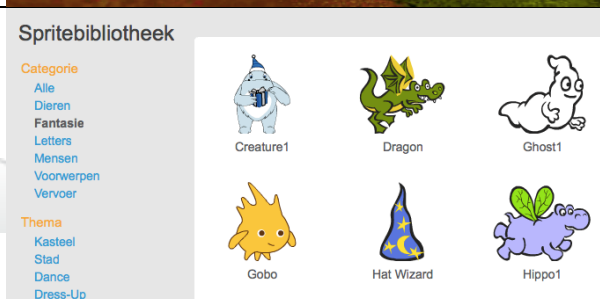 Spritebibliotheek
Categorie
Alle
Dieren
Fantasie
Letters
Mensen
Voorwerpen
Vervoer
Thema
Kasteel
Stad
Dance
Dress-Up
Creature1
Dragon
Ghost1
Gobo
Hat Wizard
Hippo1